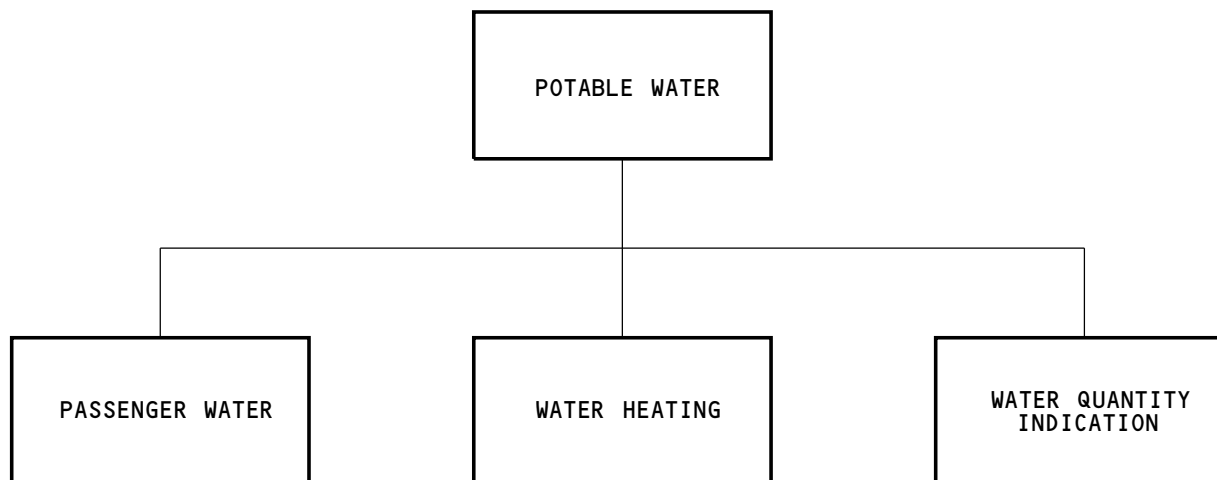 POTABLE WATER
PASSENGER WATER
WATER HEATING
WATER QUANTITY
INDICATION